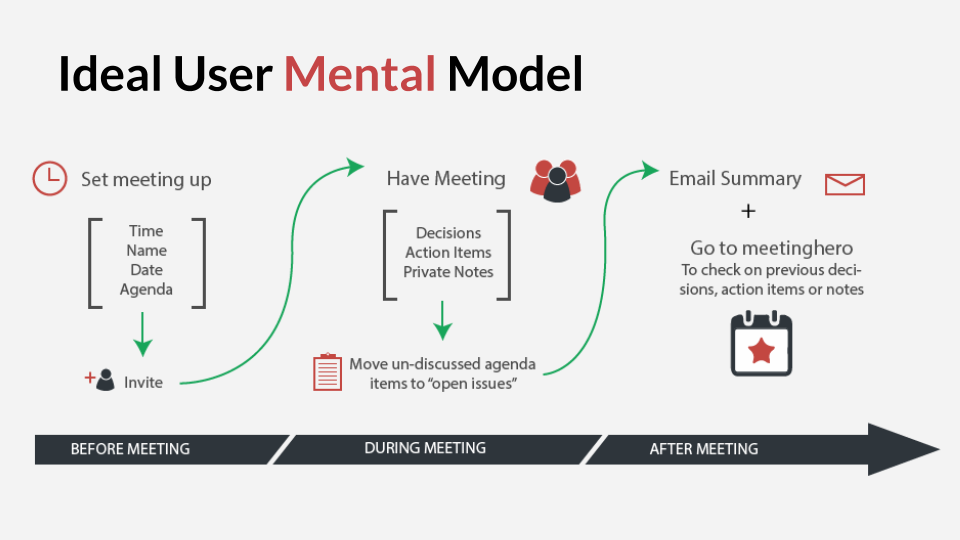 Ideal User Mental Model
Set meeting up
Time
Name
Date
Agenda
+
Invite
Have Meeting
Decisions
Action Items
Private Notes
Move un-discussed agenda
items to “open issues”
Email Summary
+
Go to meetinghero
To check on previous deci-
sions, action items or notes
BEFORE MEETING
DURING MEETING
AFTER MEETING